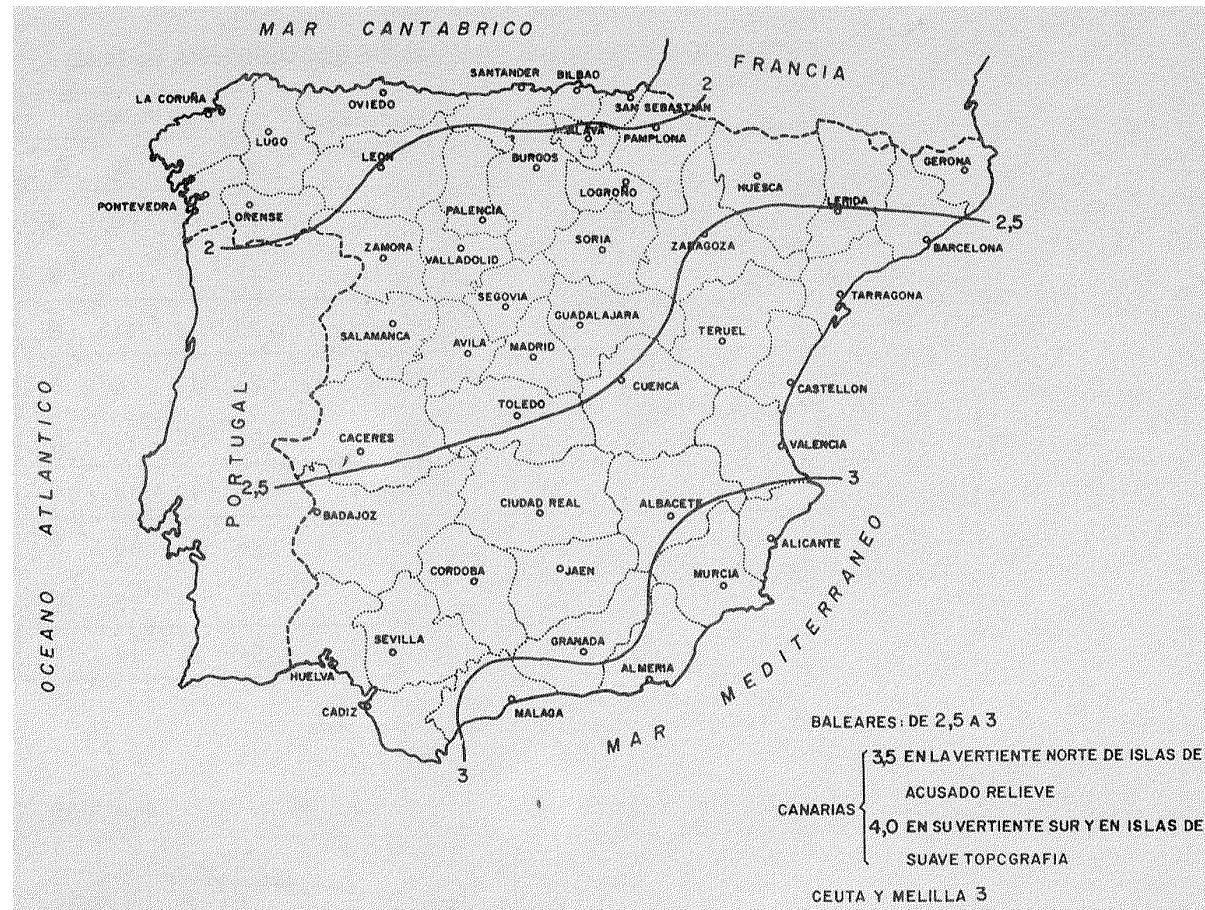 MAR CANTABRICO
FRANCIA
SANTANDER
BILBAO
LA CORUÑA
OVIEDO
SAN SEBASTIAN
2
LUGO
ALAVA
PAMPLONA
LEON
BURGOS
GERONA
HUESCA
LOGROÑO
PONTEVEDRA
ORENSE
PALENCIA
LERIDA
2,5
2
ZAMORA
VALLADOLID
SORIA
ZARAGOZA
BARCELONA
SEGOVIA
TARRAGONA
GUADALAJARA
SALAMANCA
AVILA
MADRID
TERUEL
CUENCA
CASTELLON
TOLEDO
CACERES
VALENCIA
PORTUGAL
OCEANO ATLANTICO
2,5
3
BADAJOZ
CIUDAD REAL
ALBACETE
ALICANTE
CORDOBA
JAEN
MURCIA
SEVILLA
GRANADA
HUELVA
ALMERIA
CADIZ
MALAGA
MAR MEDITERRANEO
3
BALEARES: DE 2,5 A 3
CANARIAS
3,5 EN LA VERTIENTE NORTE DE ISLAS DE
ACUSADO RELIEVE
4,0 EN SU VERTIENTE SUR Y EN ISLAS DE
SUAVE TOPOGRAFIA
CEUTA Y MELILLA 3